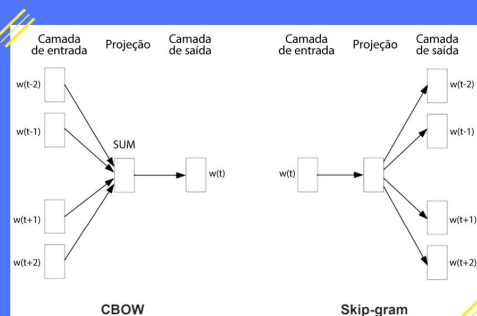 Camada
de entrada
Projeção
Camada
de saída
w(t-2)
w(t-1)
SUM
w(t)
w(t+1)
w(t+2)
CBOW
Camada
de entrada
Projeção
Camada
de saída
w(t-2)
w(t-1)
w(t)
w(t+1)
w(t+2)
Skip-gram